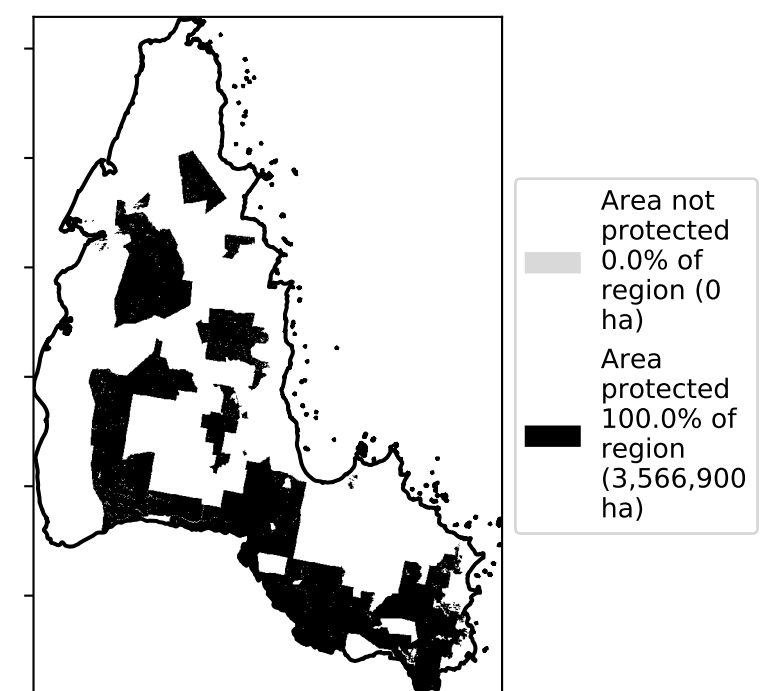 Area not
protected
0.0% of
region (0
ha)
Area
protected
100.0% of
region
(3,566,900
ha)